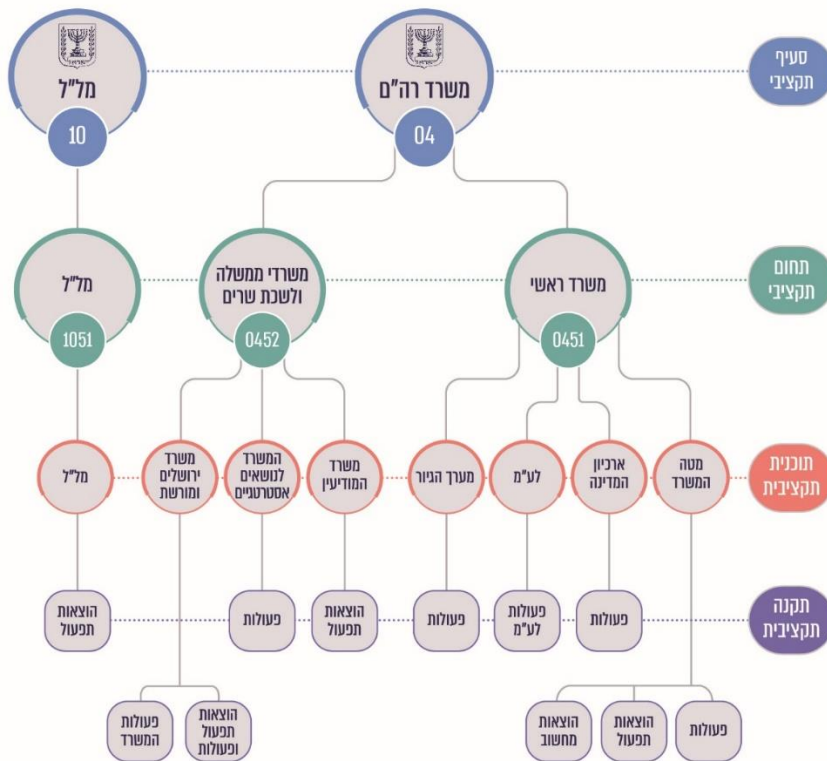 סעיף
תקציבי
משרד רה"ם
04
מל"ל
10
תחום
תקציבי
משרד ראשי
0451
משרדי ממשלה
ולשכת שרים
0452
מל"ל
1051
תוכנית
תקציבית
מטה
המשרד
ארכיון
המדינה
לע"מ
מערך הגיור
משרד
המודיעין
המשרד
לנושאים
אסטרטגיים
משרד
ירושלים
ומורשת
מל"ל
תקנה
תקציבית
פעולות
פעולות
לע"מ
פעולות
הוצאות
תפעול
פעולות
הוצאות
תפעול
פעולות
הוצאות
תפעול
הוצאות
מחשוב
הוצאות
תפעול
ופעולות
פעולות
המשרד